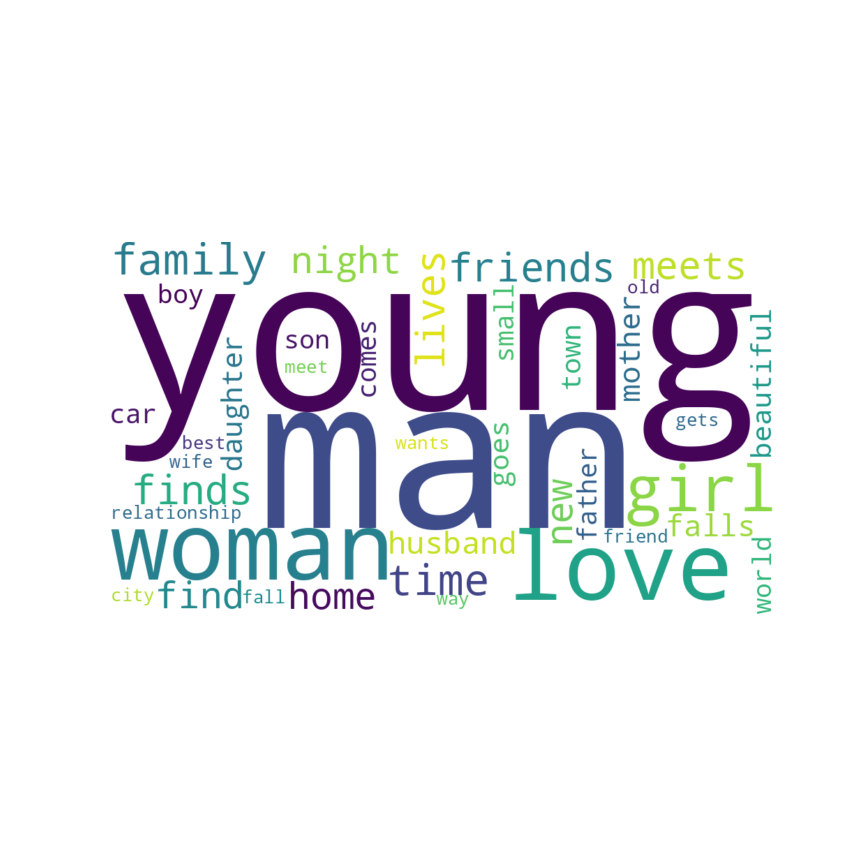 family
night
lives
friends
meets
boy
old
young
son
comes
small
town
mother
beautiful
meet
daughter
car
man
gets
best
wants
goes
wife
finds
father
girl
new
relationship
falls
woman
husband
friend
love
world
time
city
find
fall
home
way